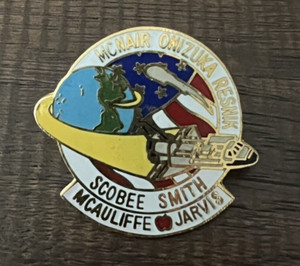 MCNAIR ONIZUKA RESNIK
SCOBEE SMITH
MCAULIFFE JARVIS